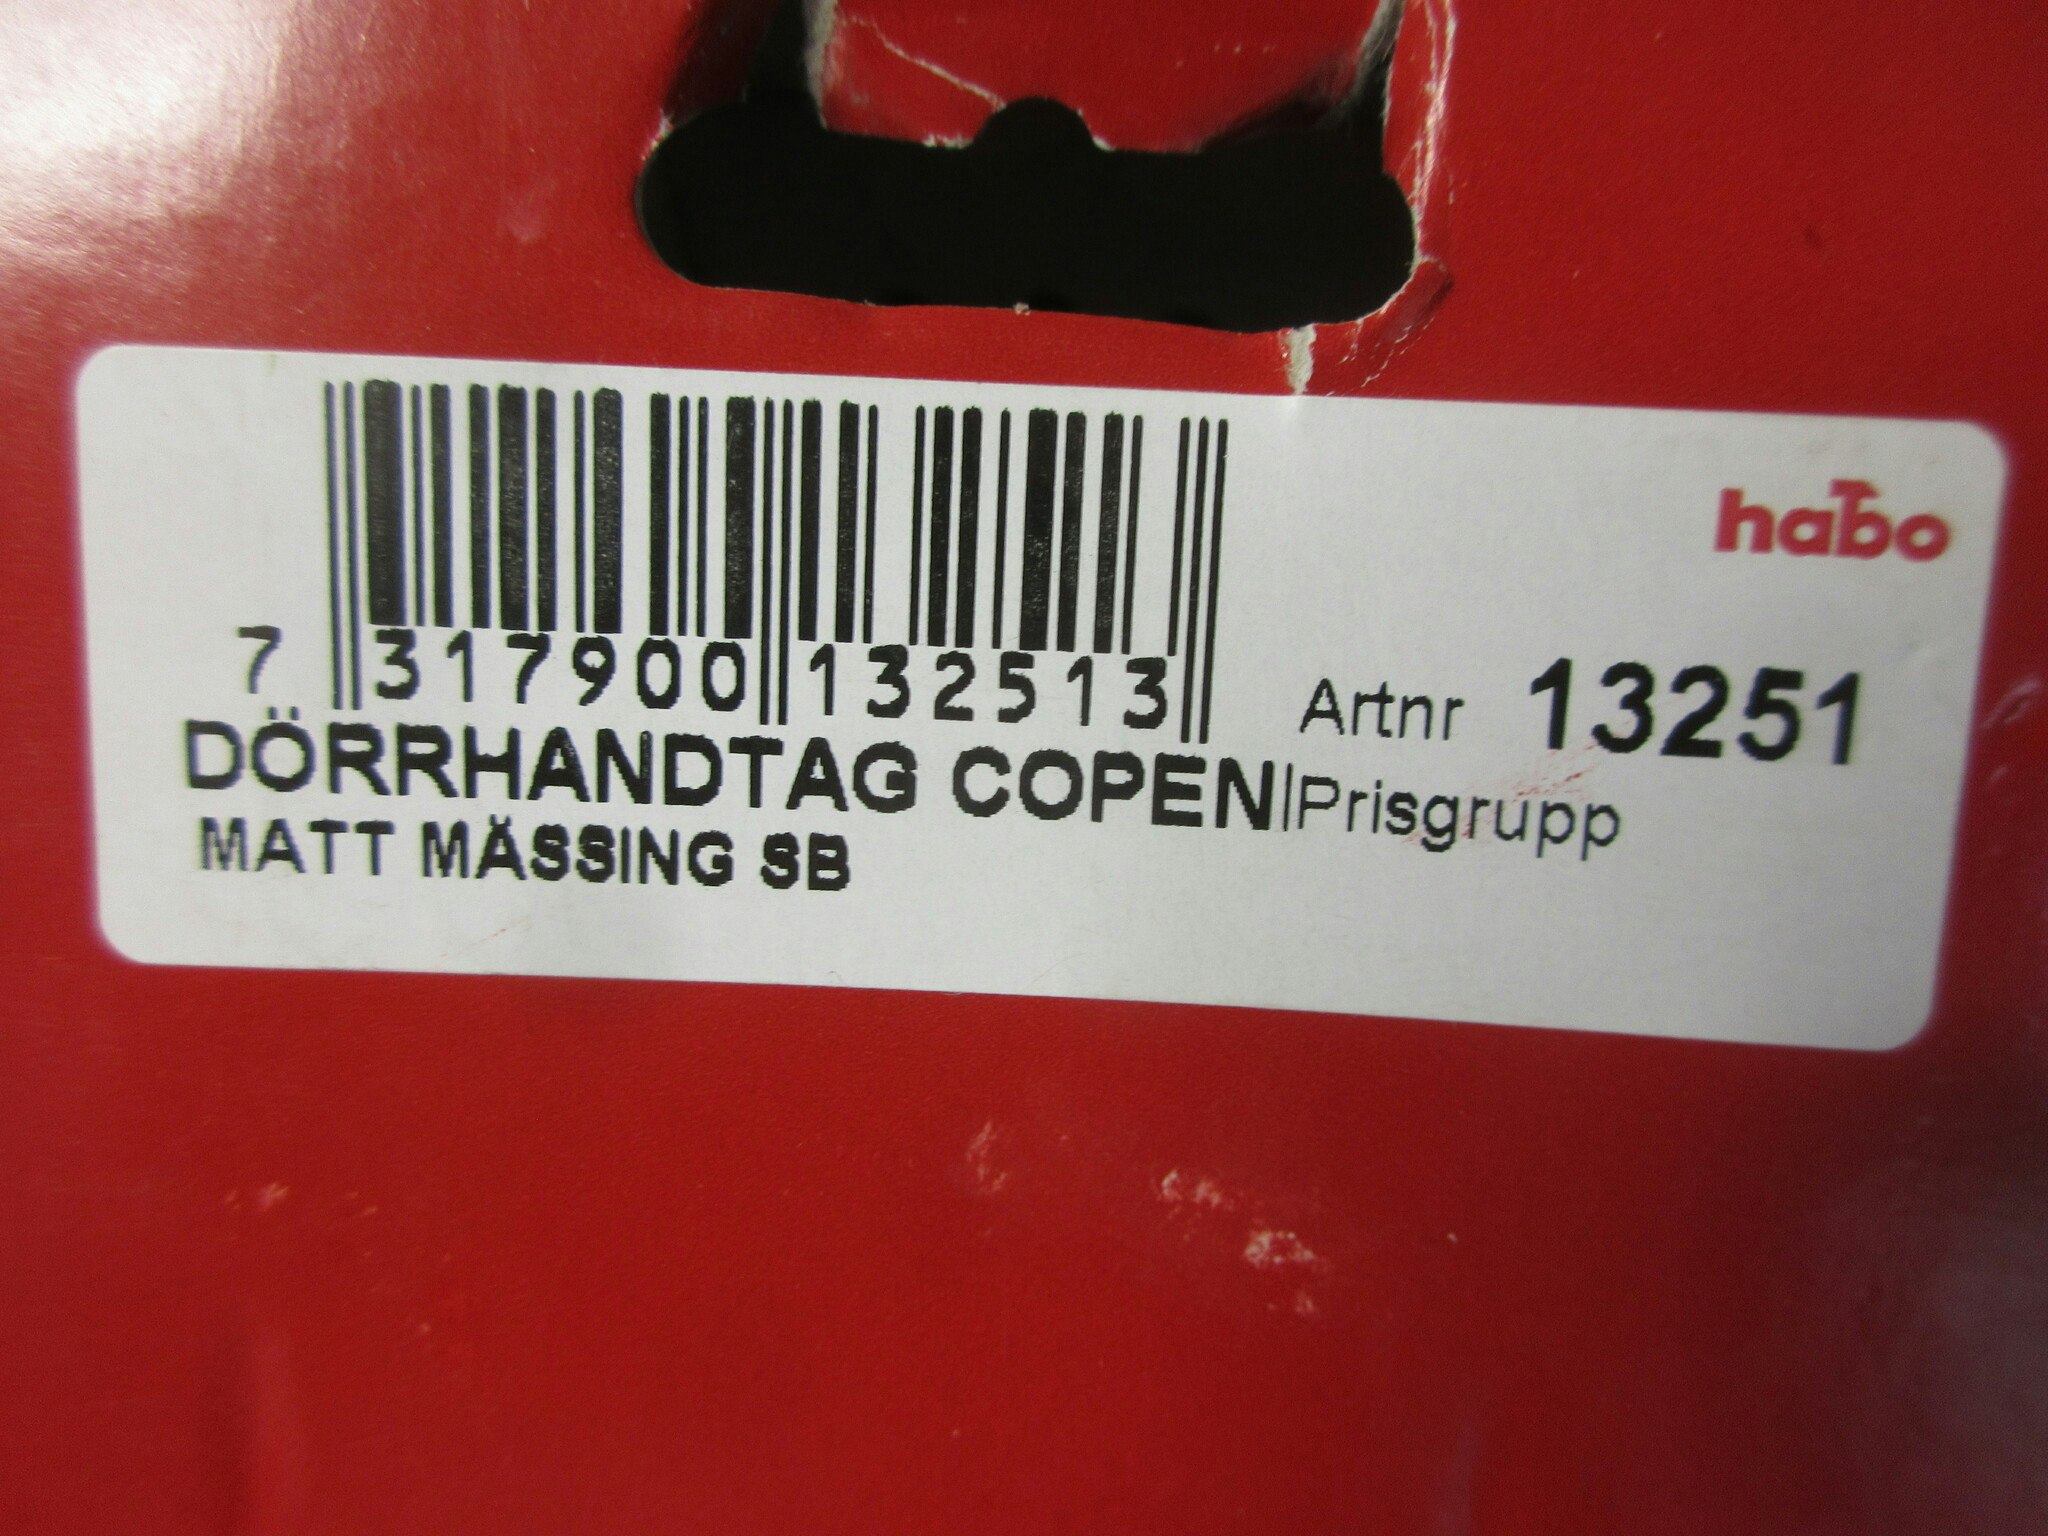 habo
7 317900 132513
Artnr 13251
DÖRRHANDTAG COPEN Prisgrupp
MATT MÄSSING SB